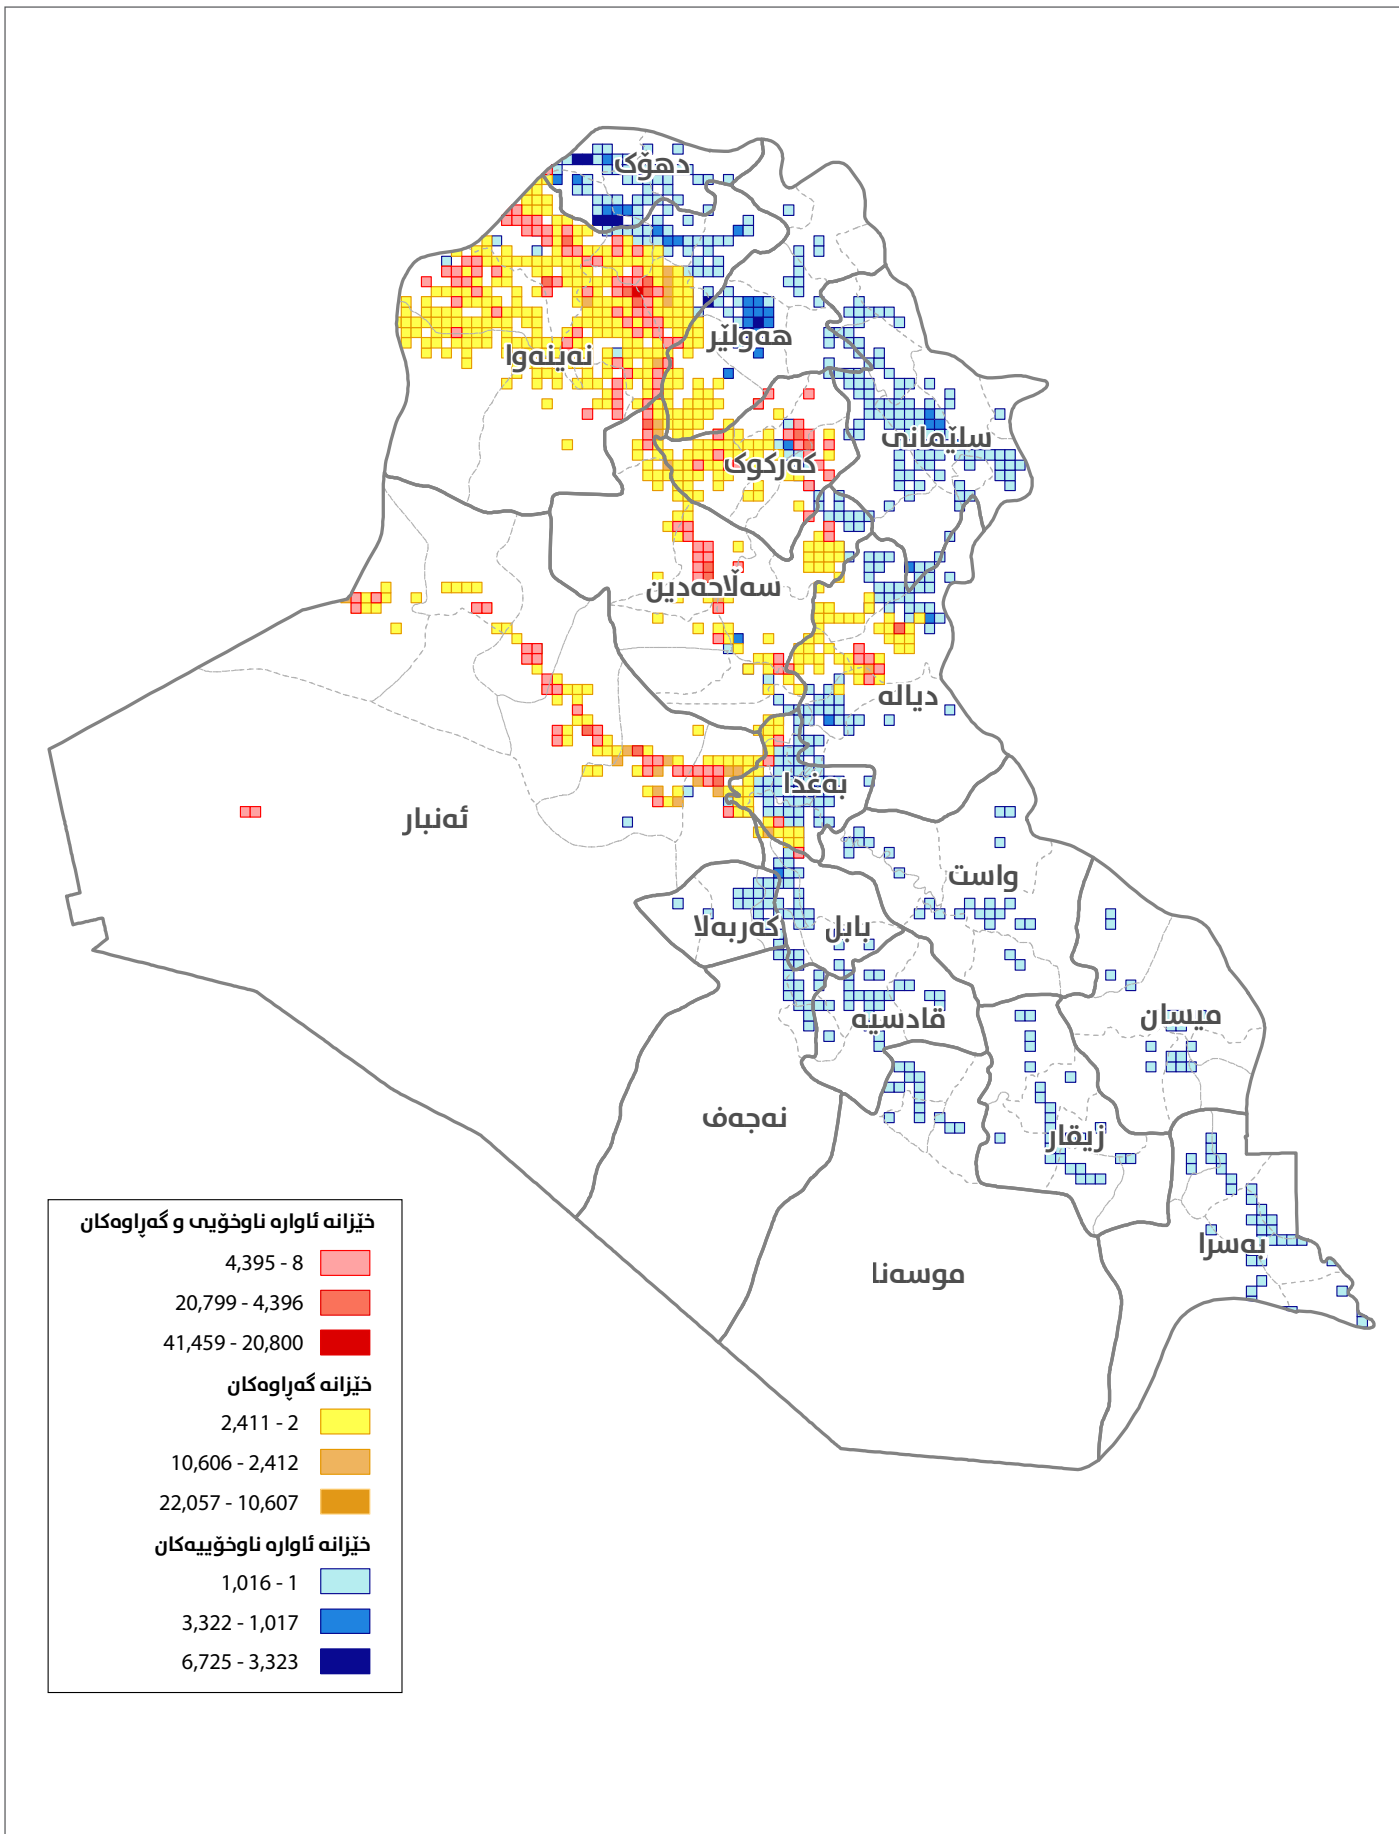 دهۆک
هەولێر
نەینەوا
سلێمانی
کەرکوک
سەڵاحەدین
دیالە
بەغدا
ئەنبار
واست
کەربەلا
بابل
میسان
قادسیە
نەجەف
زیقار
بەسرا
موسەنا
خێزانە ئاوارە ناوخۆیی و گەڕاوەکان
4,395 - 8
20,799 - 4,396
41,459 - 20,800
خێزانە گەڕاوەکان
2,411 - 2
10,606 - 2,412
22,057 - 10,607
خێزانە ئاوارە ناوخۆییەکان
1,016 - 1
3,322 - 1,017
6,725 - 3,323